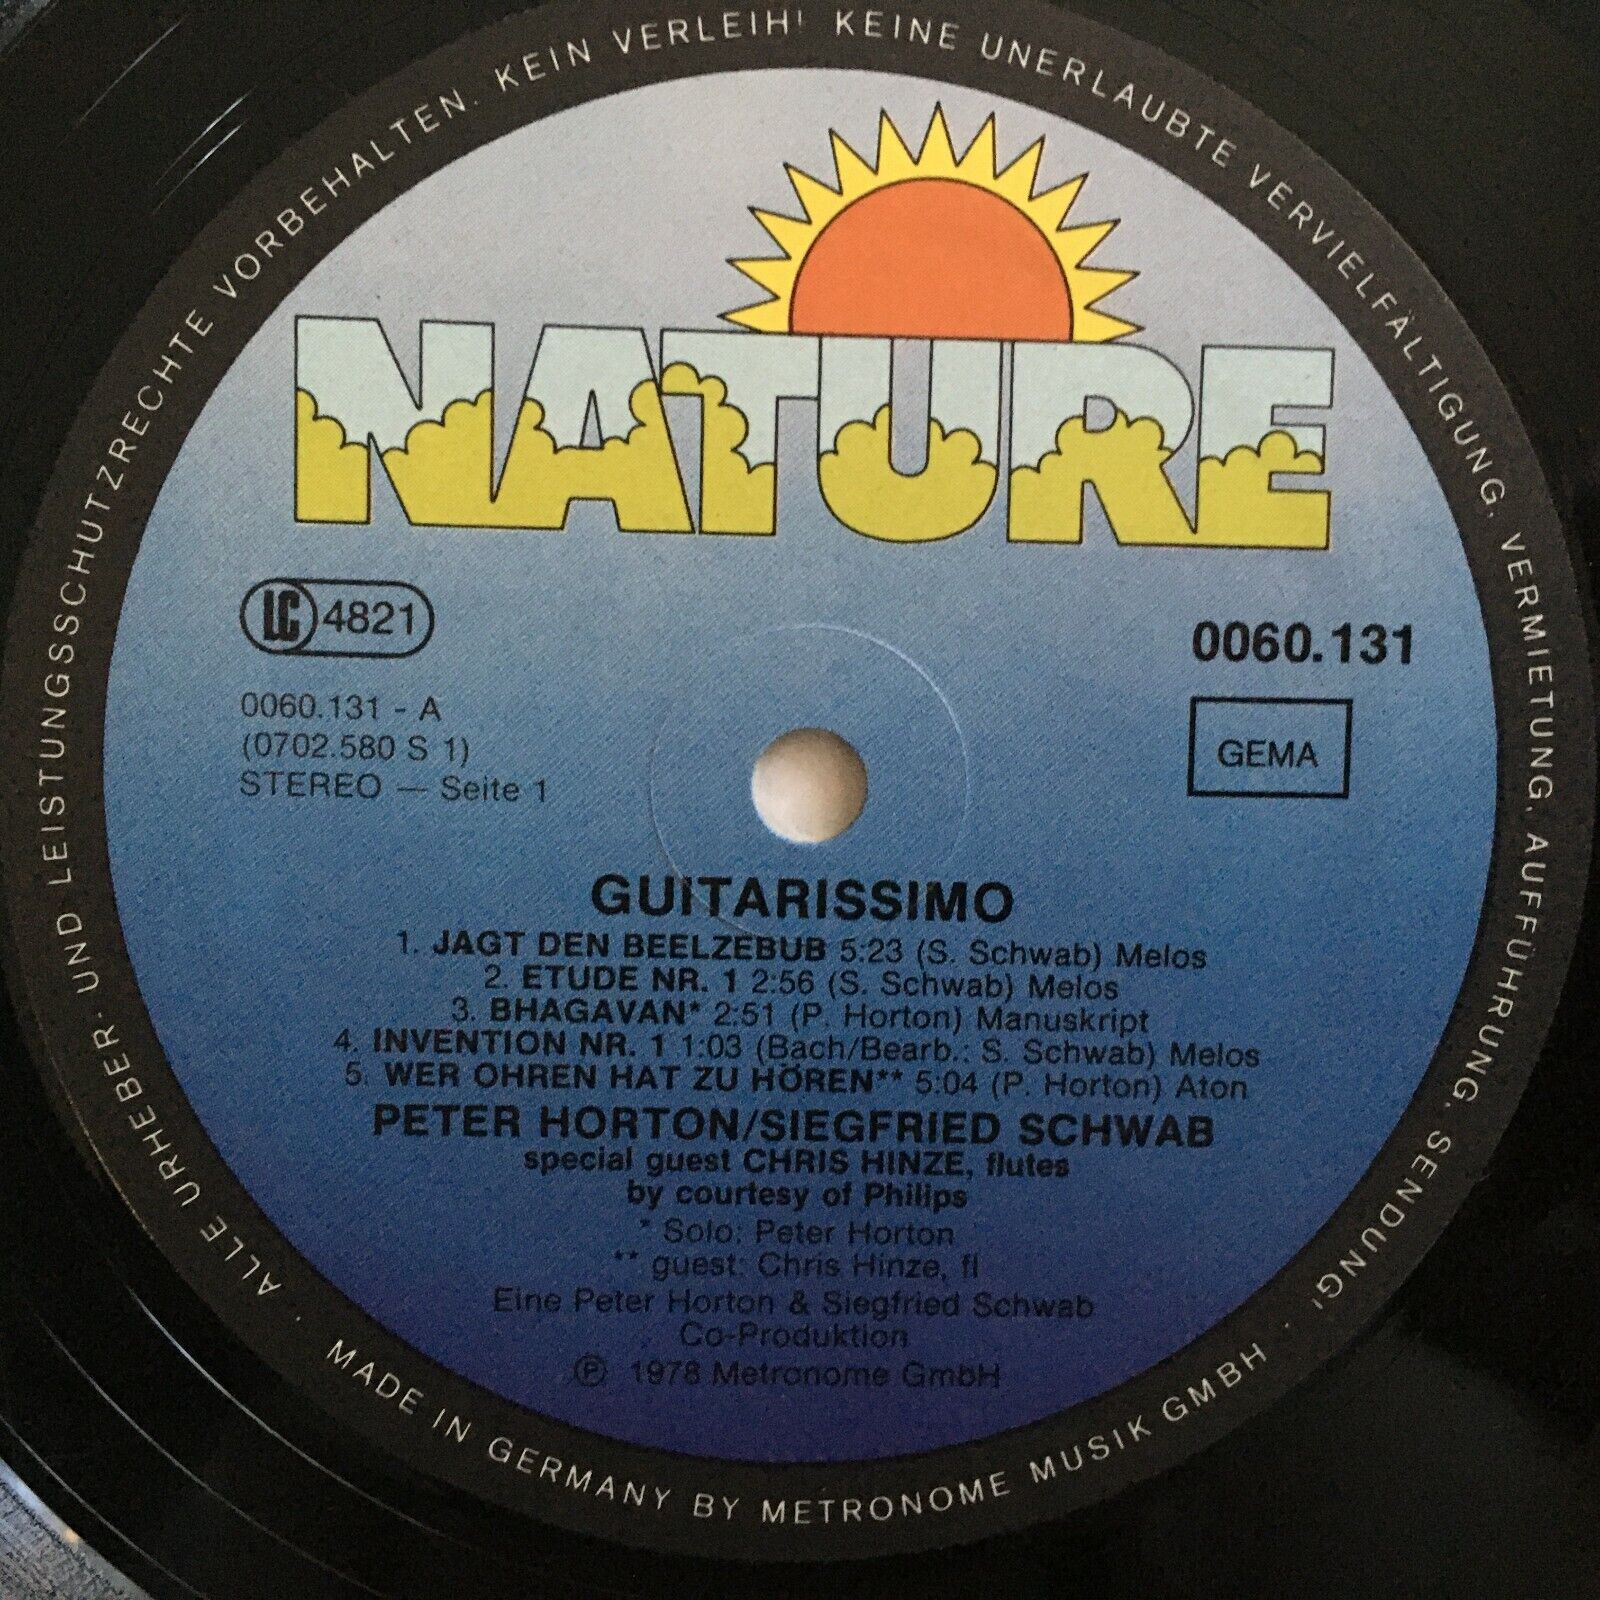 ALLE URHEBER- UND LEISTUNGSSCHUTZRECHTE VORBEHALTEN. KEIN VERLEIH! KEINE UNERLAUBTE VERVIELFÄLTIGUNG, VERMIETUNG, AUFFÜHRUNG, SENDUNG!
NATURE
LC 4821
0060.131
0060.131 - A
(0702.580 S 1)
STEREO — Seite 1
GEMA
GUITARISSIMO
1. JAGT DEN BEELZEBUB 5:23 (S. Schwab) Melos
2. ETUDE NR. 1 2:56 (S. Schwab) Melos
3. BHAGAVAN* 2:51 (P. Horton) Manuskript
4. INVENTION NR. 1 1:03 (Bach/Bearb.: S. Schwab) Melos
5. WER OHREN HAT ZU HÖREN** 5:04 (P. Horton) Aton
PETER HORTON/SIEGFRIED SCHWAB
special guest CHRIS HINZE, flutes
by courtesy of Philips
* Solo: Peter Horton
** guest: Chris Hinze, fl
Eine Peter Horton & Siegfried Schwab
Co-Produktion
℗ 1978 Metronome GmbH
· MADE IN GERMANY BY METRONOME MUSIK GMBH ·